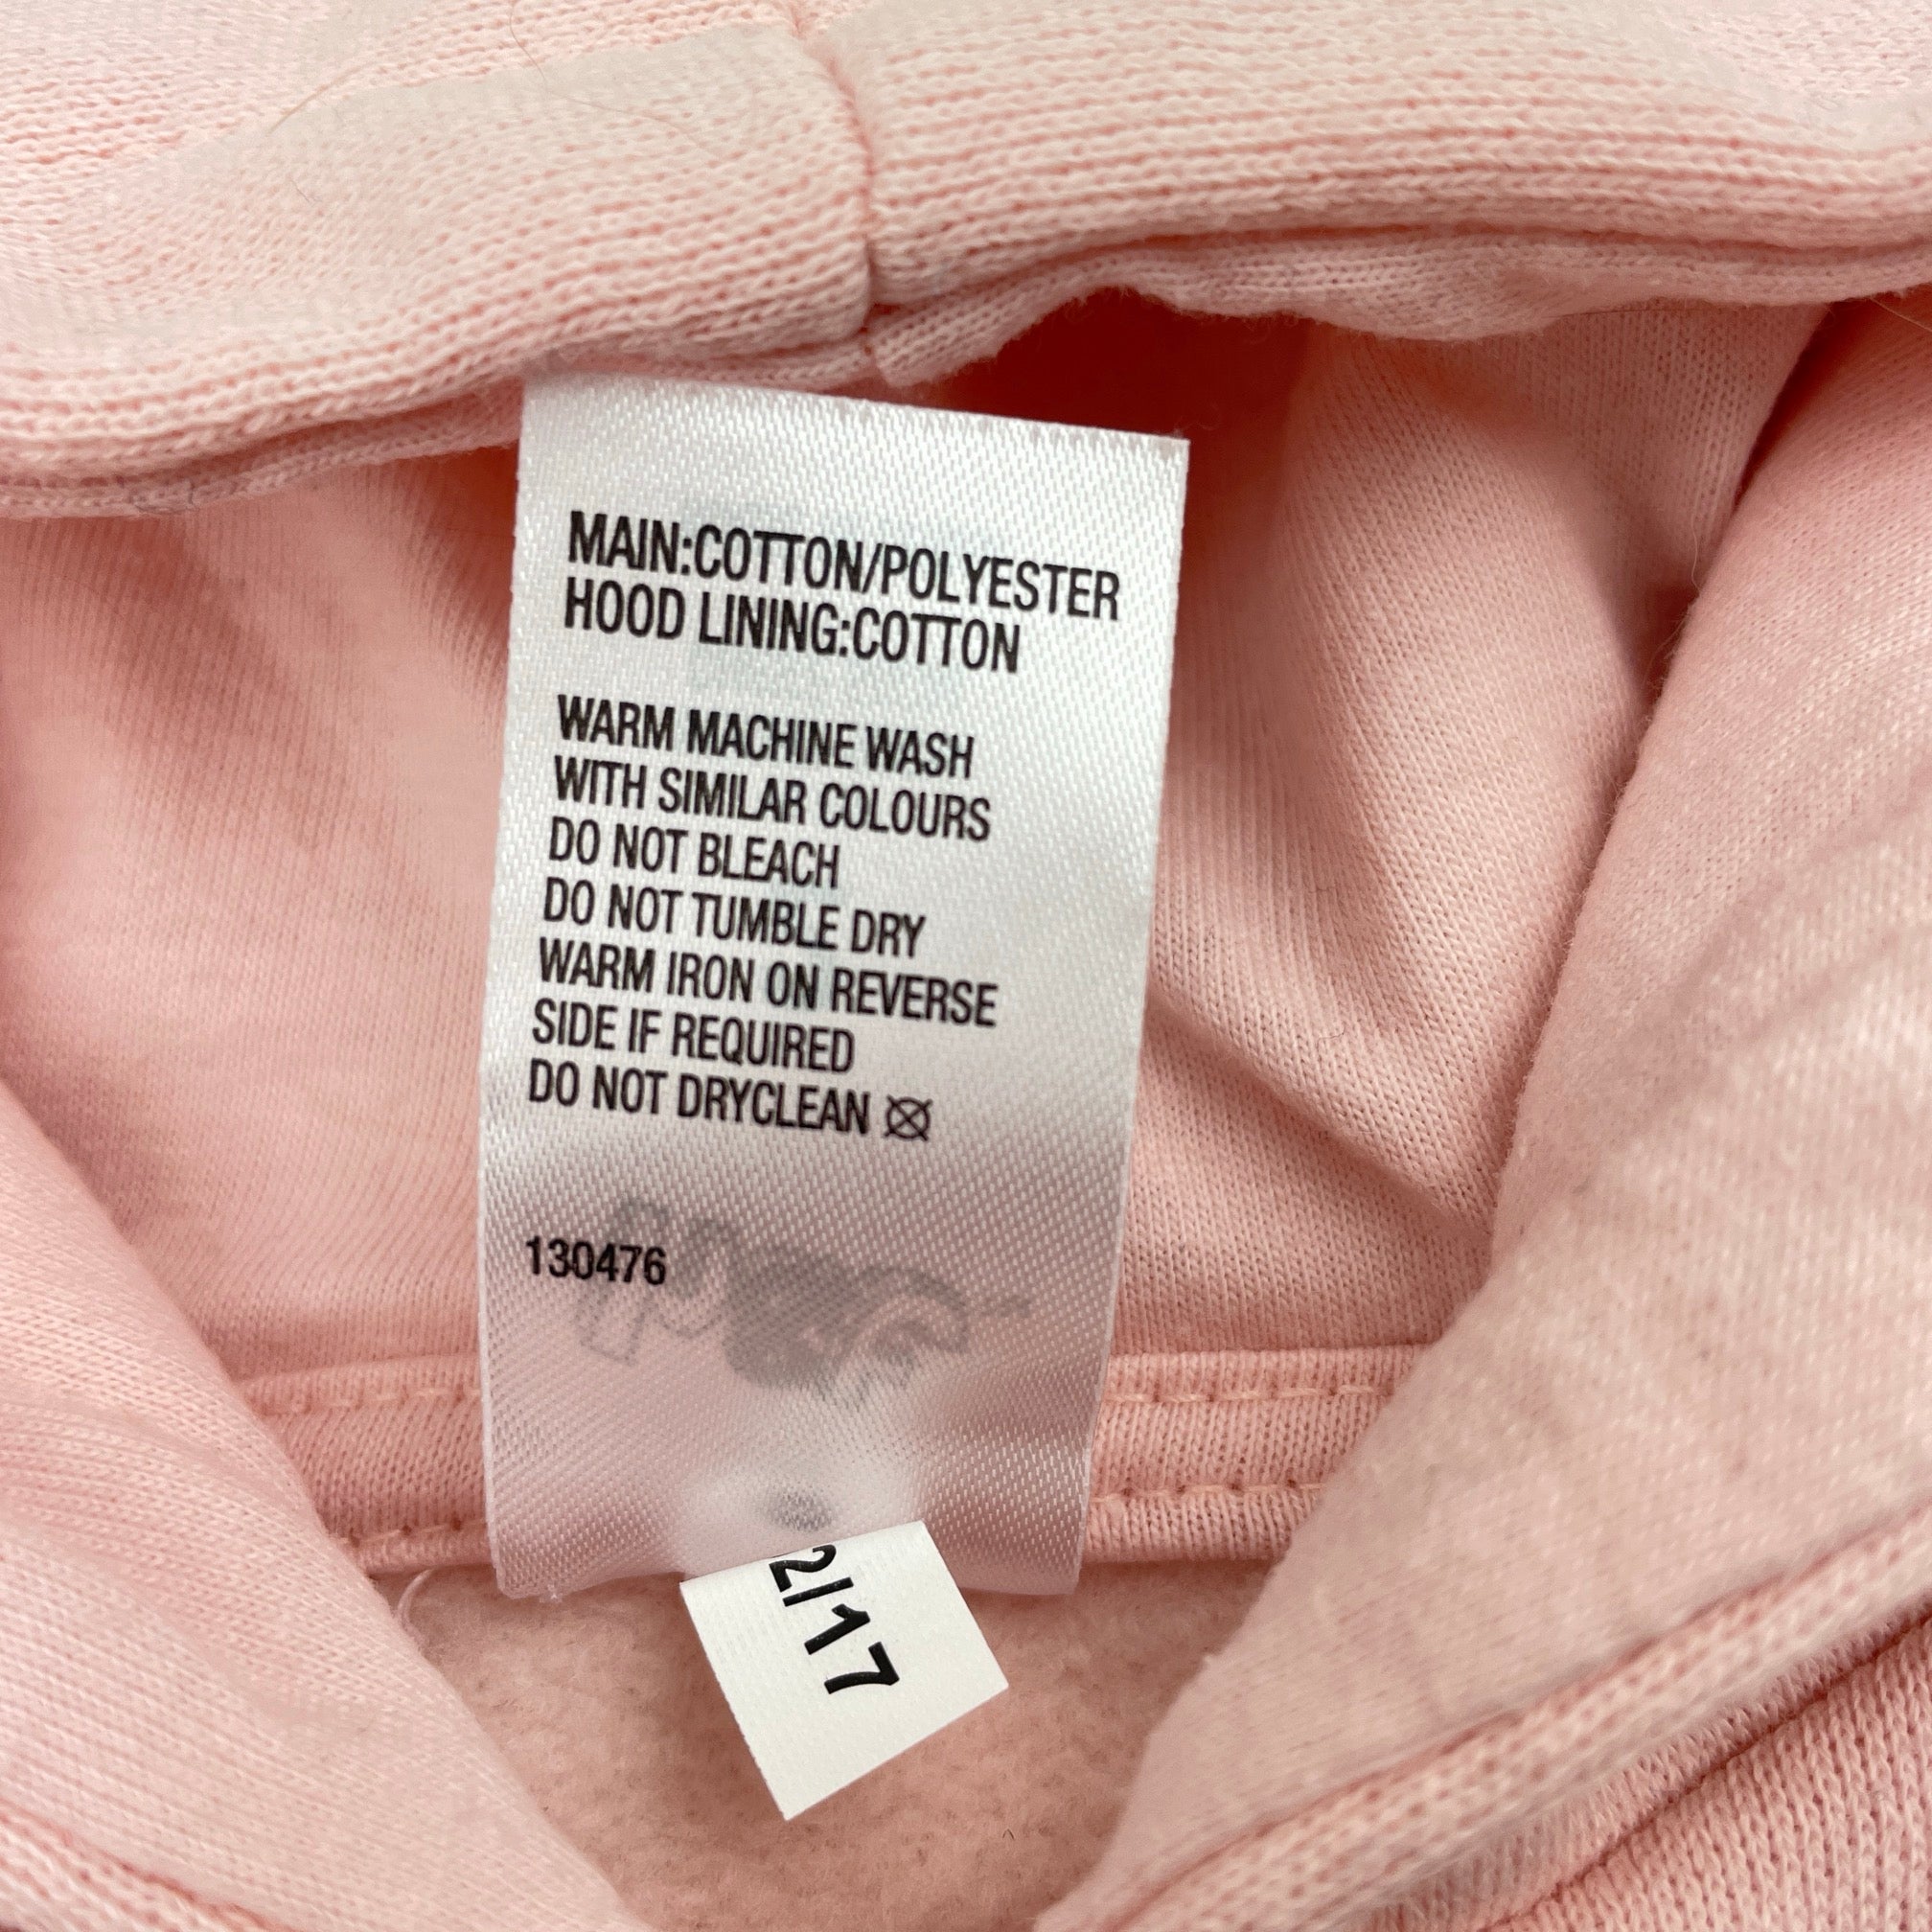 MAIN:COTTON/POLYESTER
HOOD LINING:COTTON
WARM MACHINE WASH
WITH SIMILAR COLOURS
DO NOT BLEACH
DO NOT TUMBLE DRY
WARM IRON ON REVERSE
SIDE IF REQUIRED
DO NOT DRYCLEAN
130476
2/17